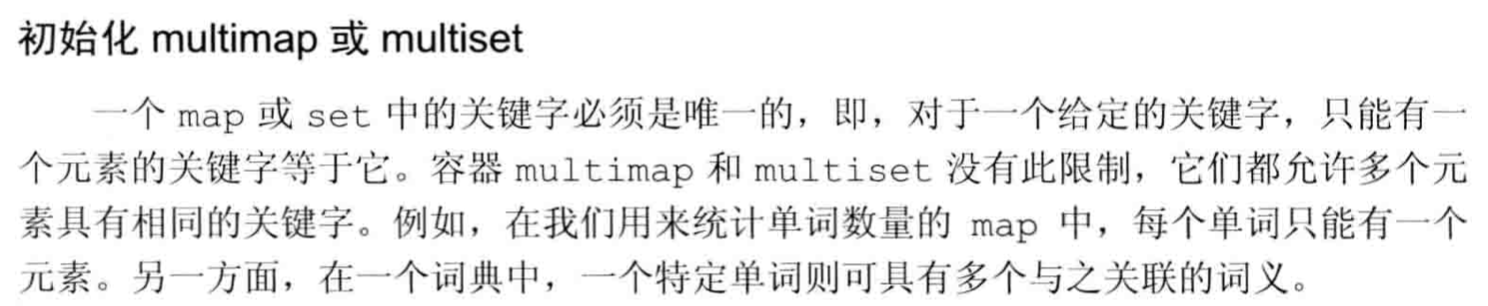 初始化 multimap 或 multiset
一个 map 或 set 中的关键字必须是唯一的，即，对于一个给定的关键字，只能有一
个元素的关键字等于它。容器 multimap 和 multiset 没有此限制，它们都允许多个元
素具有相同的关键字。例如，在我们用来统计单词数量的 map 中，每个单词只能有一个
元素。另一方面，在一个词典中，一个特定单词则可具有多个与之关联的词义。